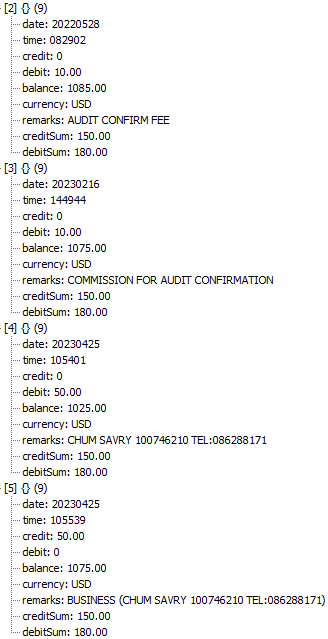 [2] {} (9)
date: 20220528
time: 082902
credit: 0
debit: 10.00
balance: 1085.00
currency: USD
remarks: AUDIT CONFIRM FEE
creditSum: 150.00
debitSum: 180.00
[3] {} (9)
date: 20230216
time: 144944
credit: 0
debit: 10.00
balance: 1075.00
currency: USD
remarks: COMMISSION FOR AUDIT CONFIRMATION
creditSum: 150.00
debitSum: 180.00
[4] {} (9)
date: 20230425
time: 105401
credit: 0
debit: 50.00
balance: 1025.00
currency: USD
remarks: CHUM SAVRY 100746210 TEL:086288171
creditSum: 150.00
debitSum: 180.00
[5] {} (9)
date: 20230425
time: 105539
credit: 50.00
debit: 0
balance: 1075.00
currency: USD
remarks: BUSINESS (CHUM SAVRY 100746210 TEL:086288171)
creditSum: 150.00
debitSum: 180.00